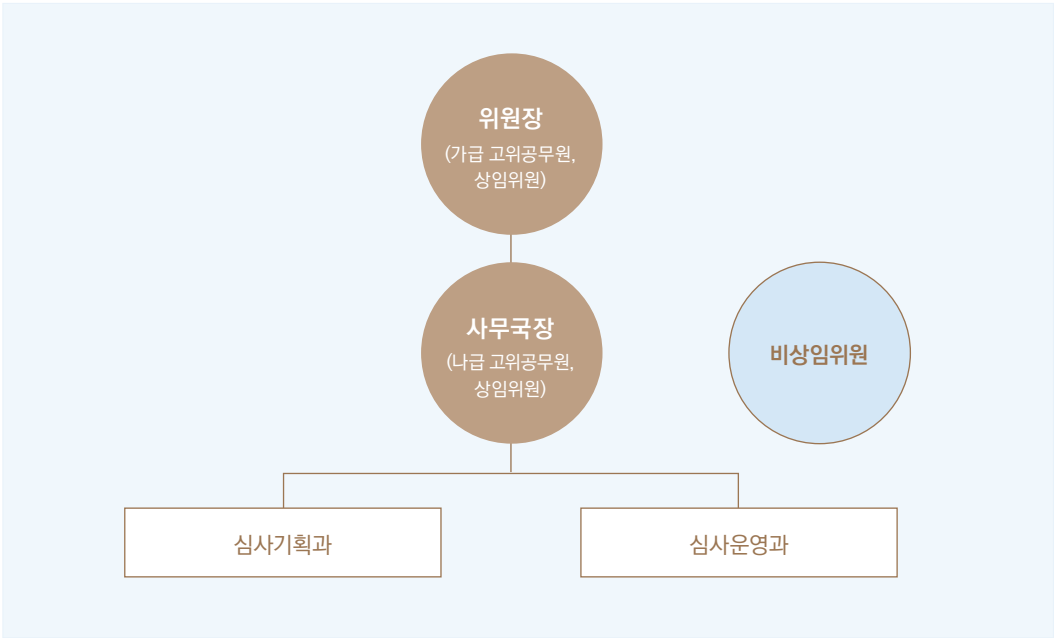 위원장
(가급 고위공무원,
상임위원)
사무국장
(나급 고위공무원,
상임위원)
비상임위원
심사기획과
심사운영과